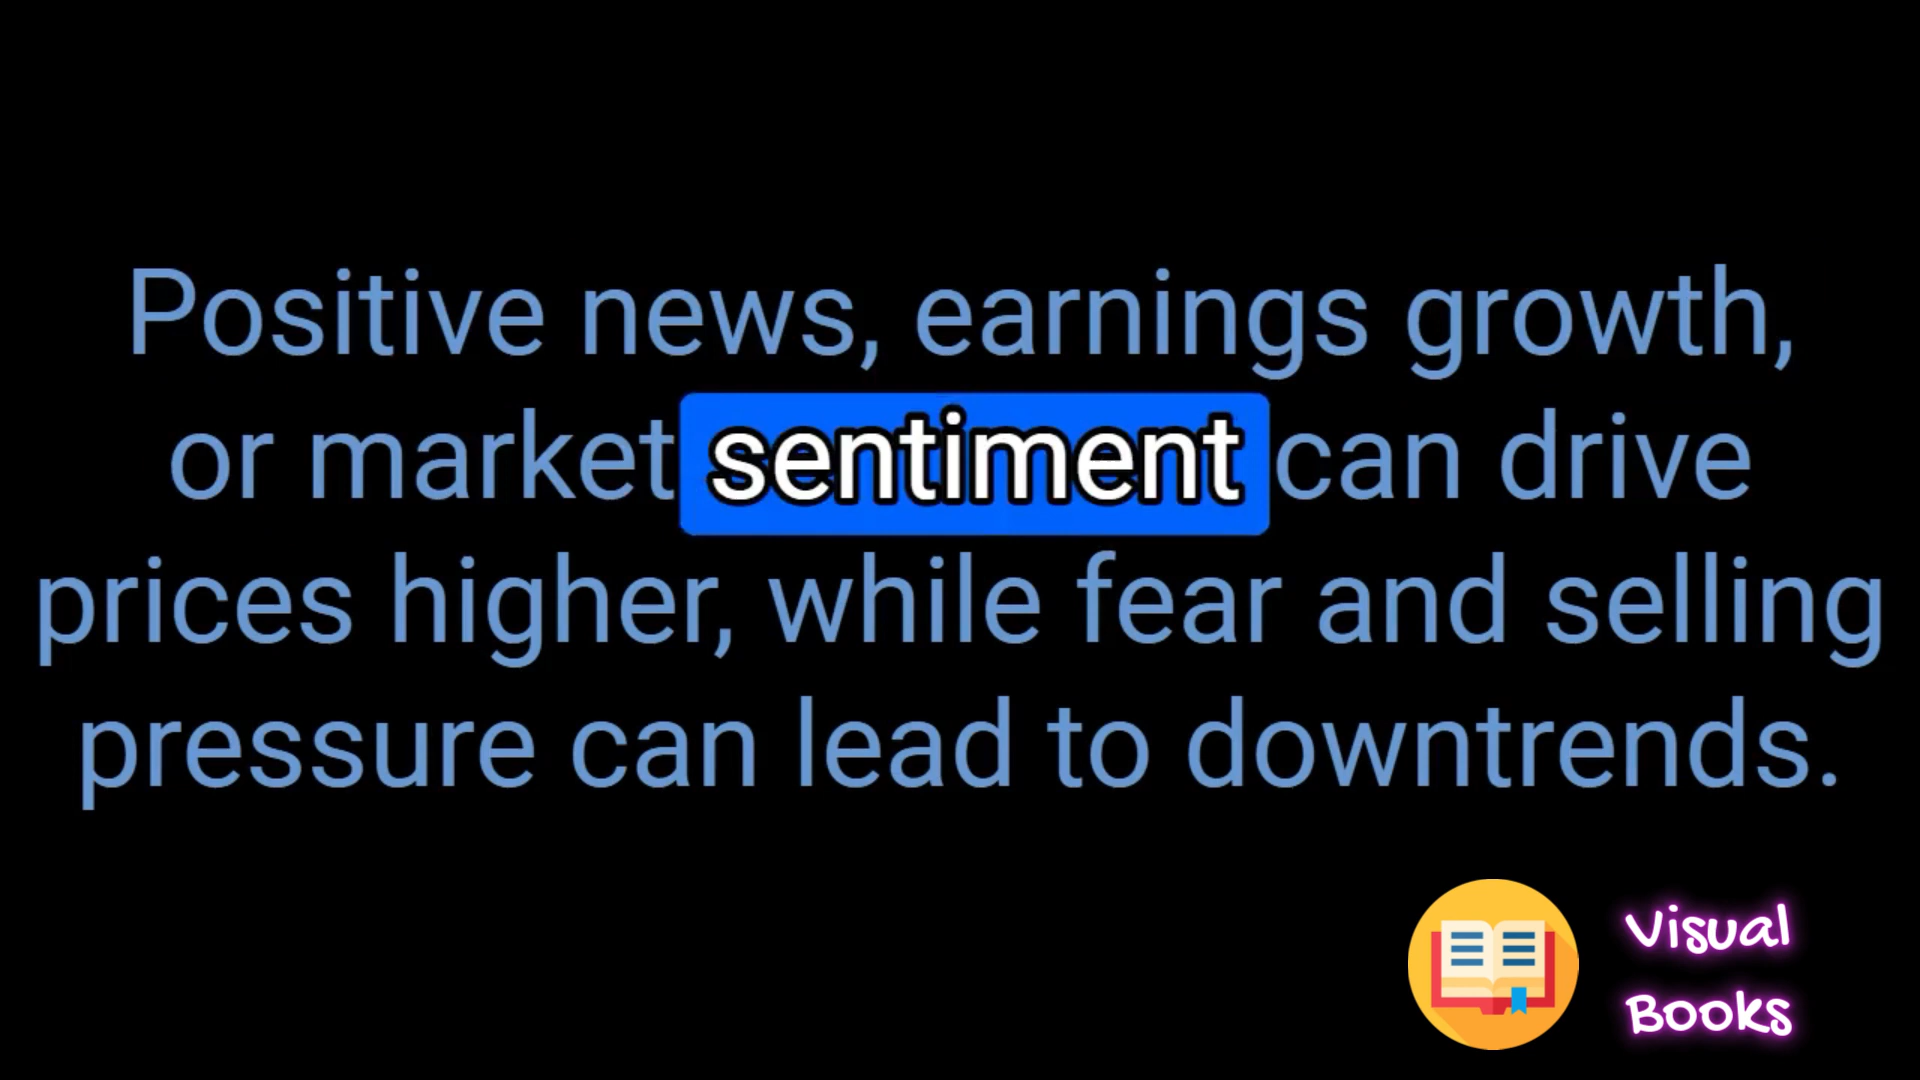 Positive news, earnings growth,
or market sentiment can drive
prices higher, while fear and selling
pressure can lead to downtrends.
Visual
Books